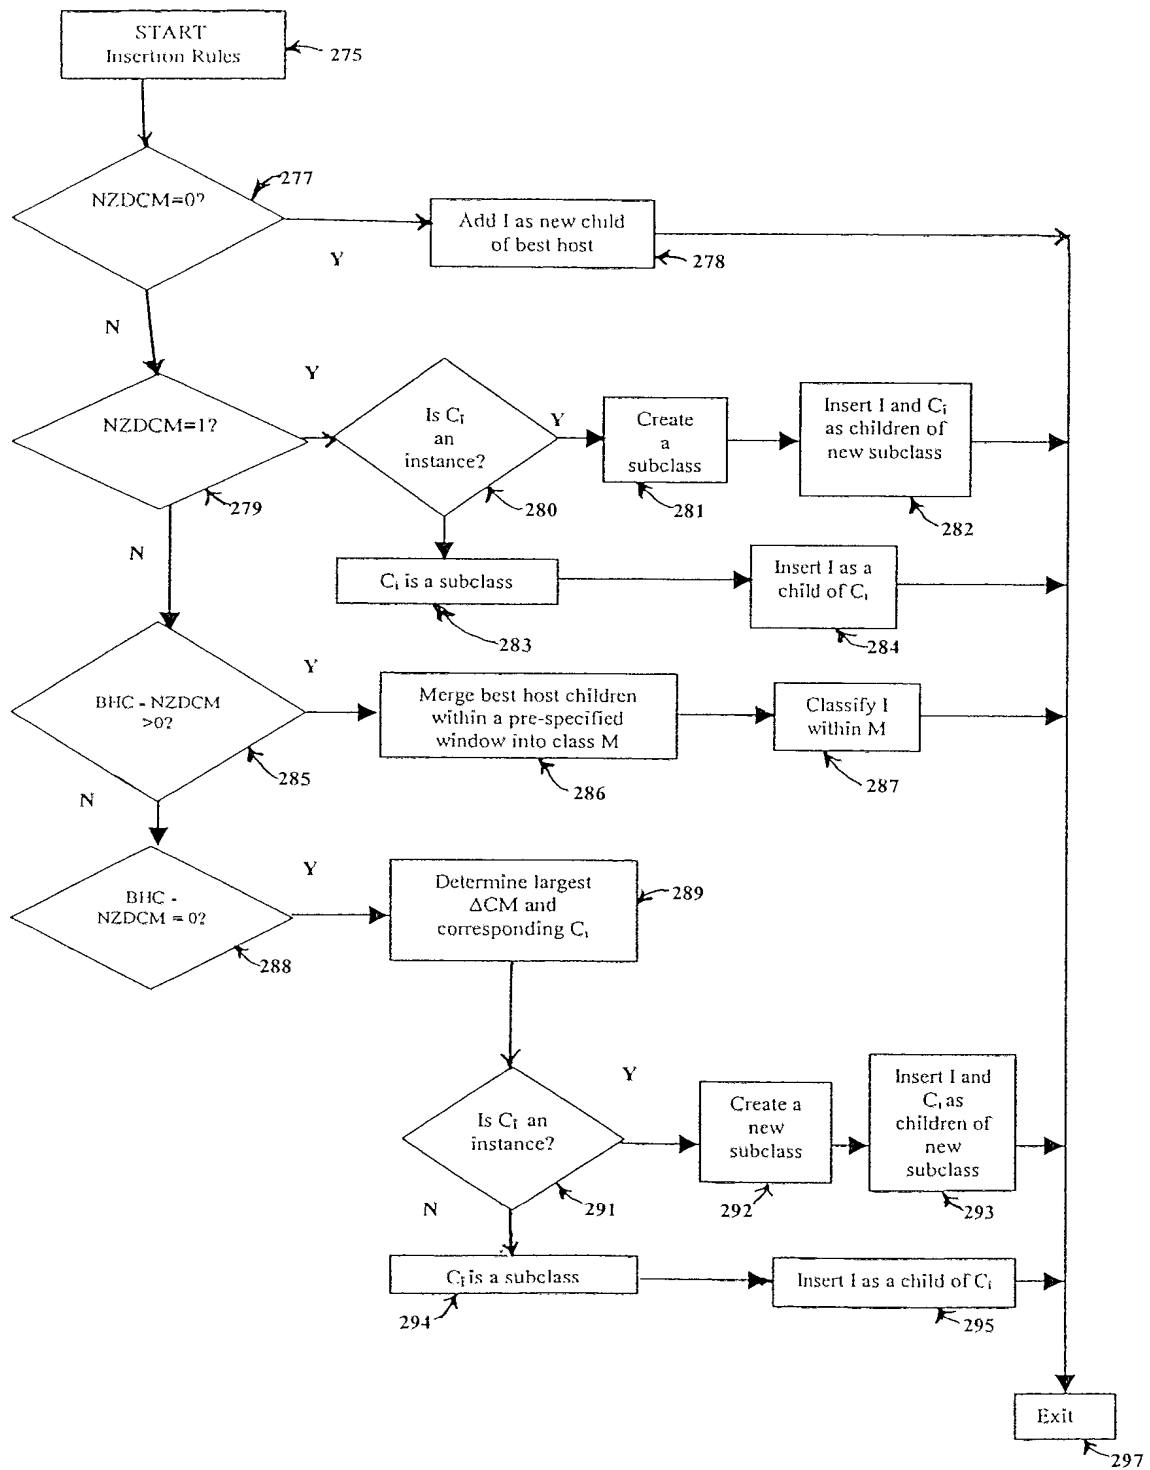 START
Insertion Rules
275
NZDCM=0?
277
Y
Add I as new child
of best host
278
N
NZDCM=1?
279
Y
Is Ci
an
instance?
280
Y
Create
a
subclass
281
Insert I and Ci
as children of
new subclass
282
N
Ci is a subclass
283
Insert I as a
child of Ci
284
BHC - NZDCM
>0?
285
Y
Merge best host children
within a pre-specified
window into class M
286
Classify I
within M
287
N
BHC -
NZDCM = 0?
288
Y
Determine largest
ΔCM and
corresponding Ci
289
Is Ci an
instance?
291
Y
Create a
new
subclass
292
Insert I and
Ci as
children of
new
subclass
293
N
Ci is a subclass
294
Insert I as a child of Ci
295
Exit
297